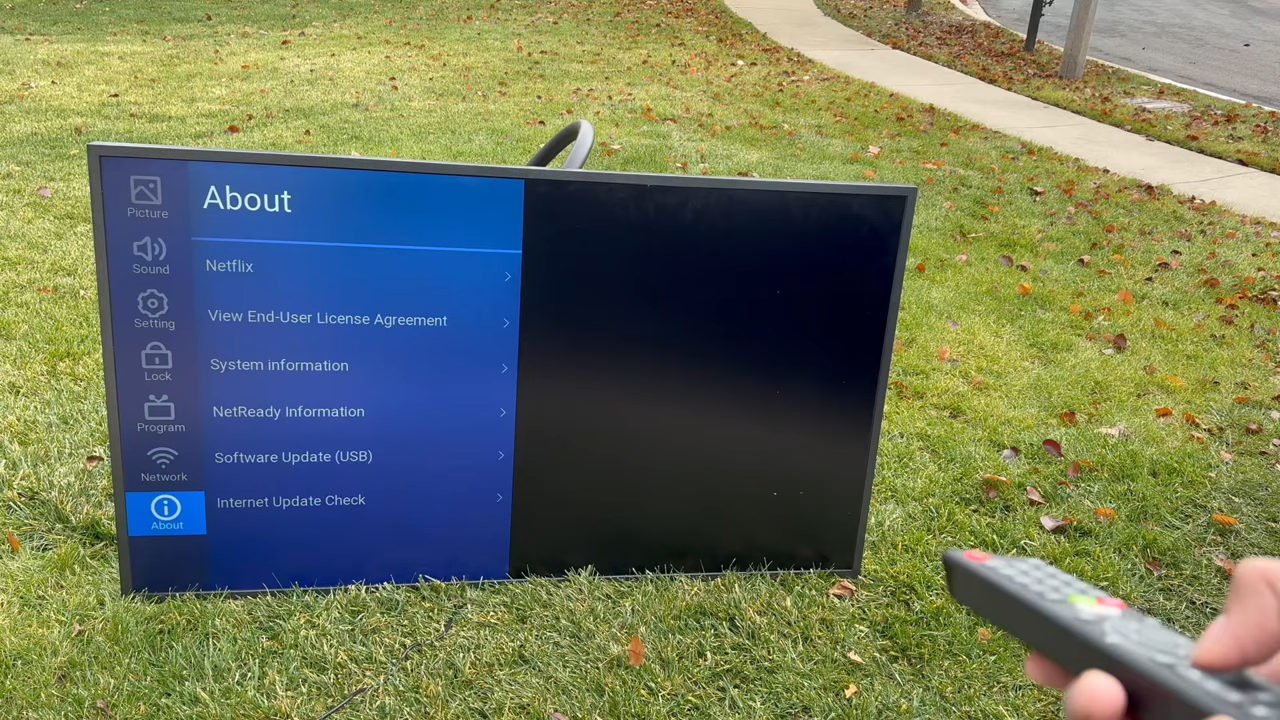 Picture
Sound
Setting
Lock
Program
Network
About
About
Netflix
View End-User License Agreement
System information
NetReady Information
Software Update (USB)
Internet Update Check